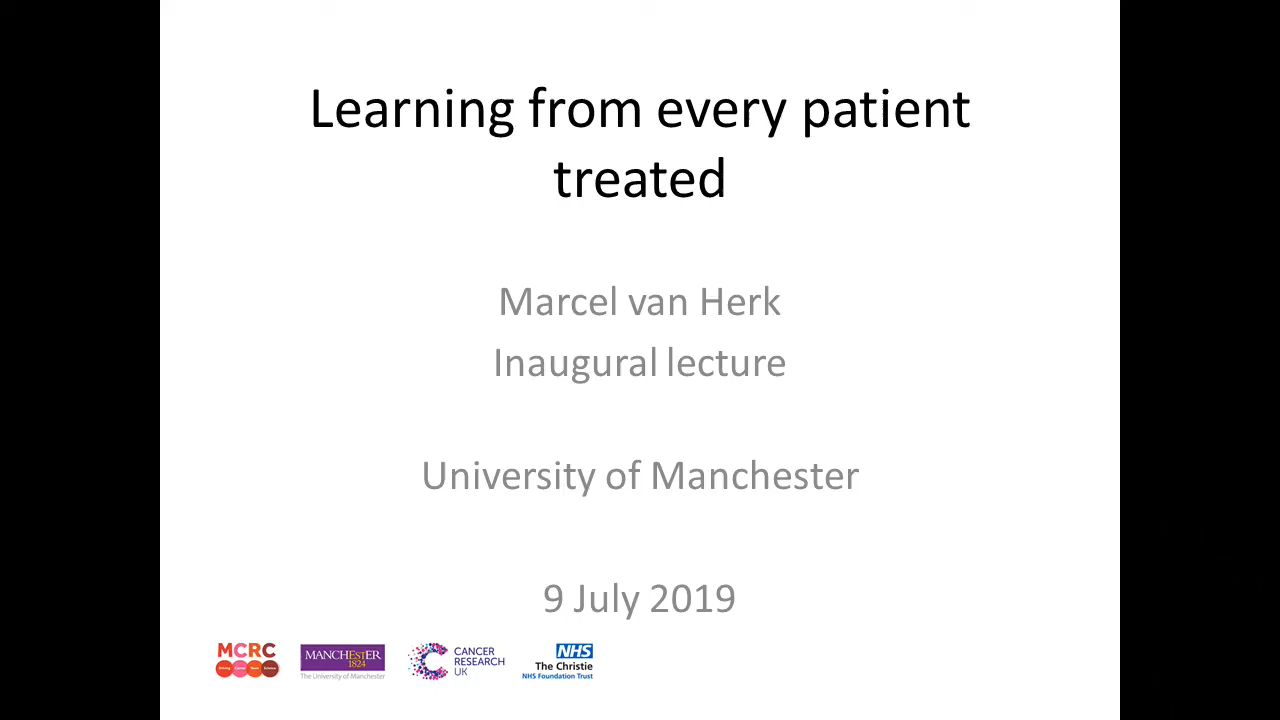 Learning from every patient
treated
Marcel van Herk
Inaugural lecture
University of Manchester
9 July 2019
MCRC
MANCHESTER
1824
The University of Manchester
CANCER
RESEARCH
UK
NHS
The Christie
NHS Foundation Trust